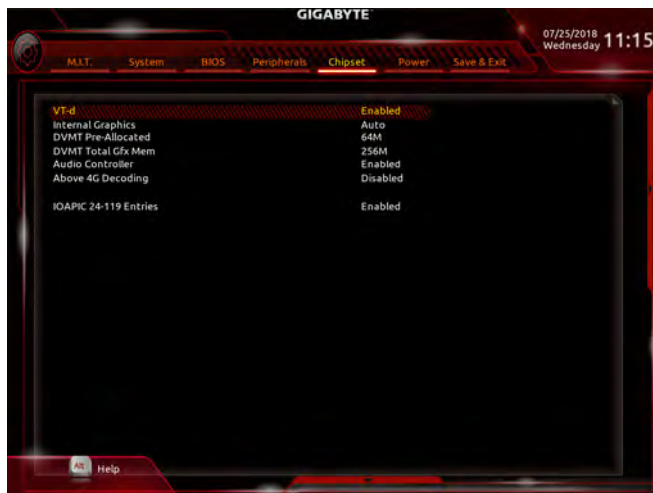 GIGABYTE
07/25/2018 11:15
Wednesday
M.I.T. System BIOS Peripherals Chipset Power Save & Exit
VT-d Enabled
Internal Graphics Auto
DVMT Pre-Allocated 64M
DVMT Total Gfx Mem 256M
Audio Controller Enabled
Above 4G Decoding Disabled
IOAPIC 24-119 Entries Enabled
Alt Help